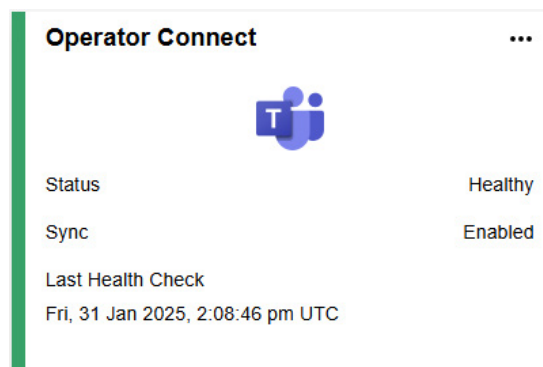 Operator Connect
T
Status Healthy
Sync Enabled
Last Health Check
Fri, 31 Jan 2025, 2:08:46 pm UTC